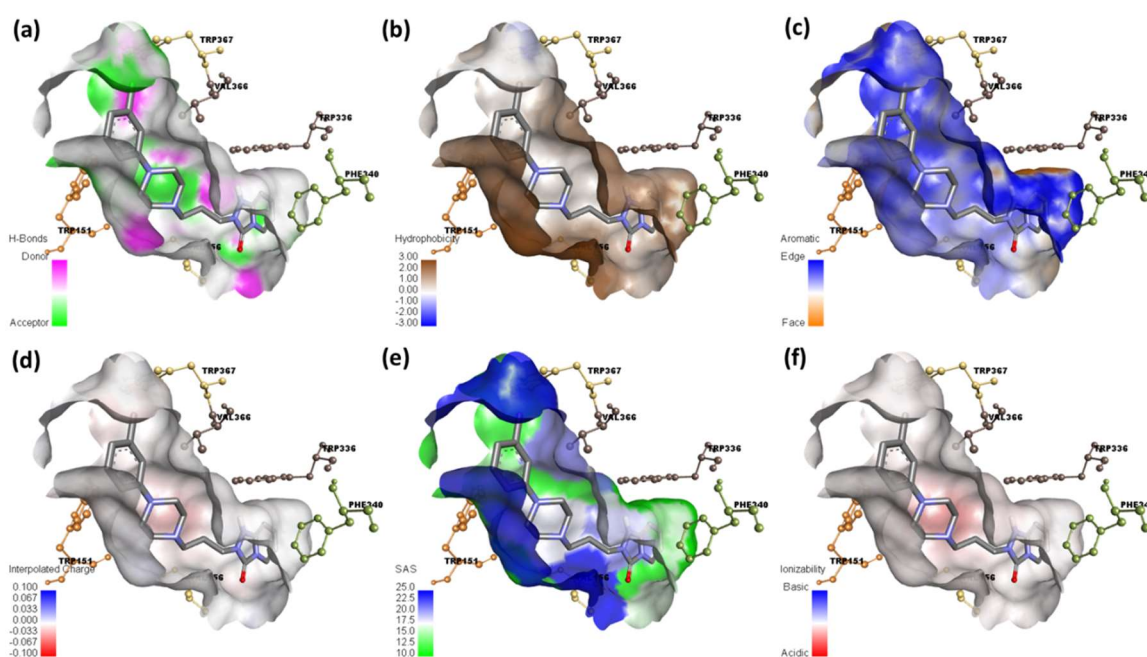 (a)
TRP367
VAL366
TRP336
PHE340
TRP151
H-Bonds
Donor
Acceptor
(b)
TRP367
VAL366
TRP336
PHE340
TRP151
Hydrophobicity
3.00
2.00
1.00
0.00
-1.00
-2.00
-3.00
(c)
TRP367
VAL366
TRP336
PHE340
TRP151
Aromatic
Edge
Face
(d)
TRP367
VAL366
TRP336
PHE340
TRP151
Interpolated Charge
0.100
0.067
0.033
0.000
-0.033
-0.067
-0.100
(e)
TRP367
VAL366
TRP336
PHE340
TRP151
SAS
25.0
22.5
20.0
17.5
15.0
12.5
10.0
(f)
TRP367
VAL366
TRP336
PHE340
TRP151
Ionizability
Basic
Acidic